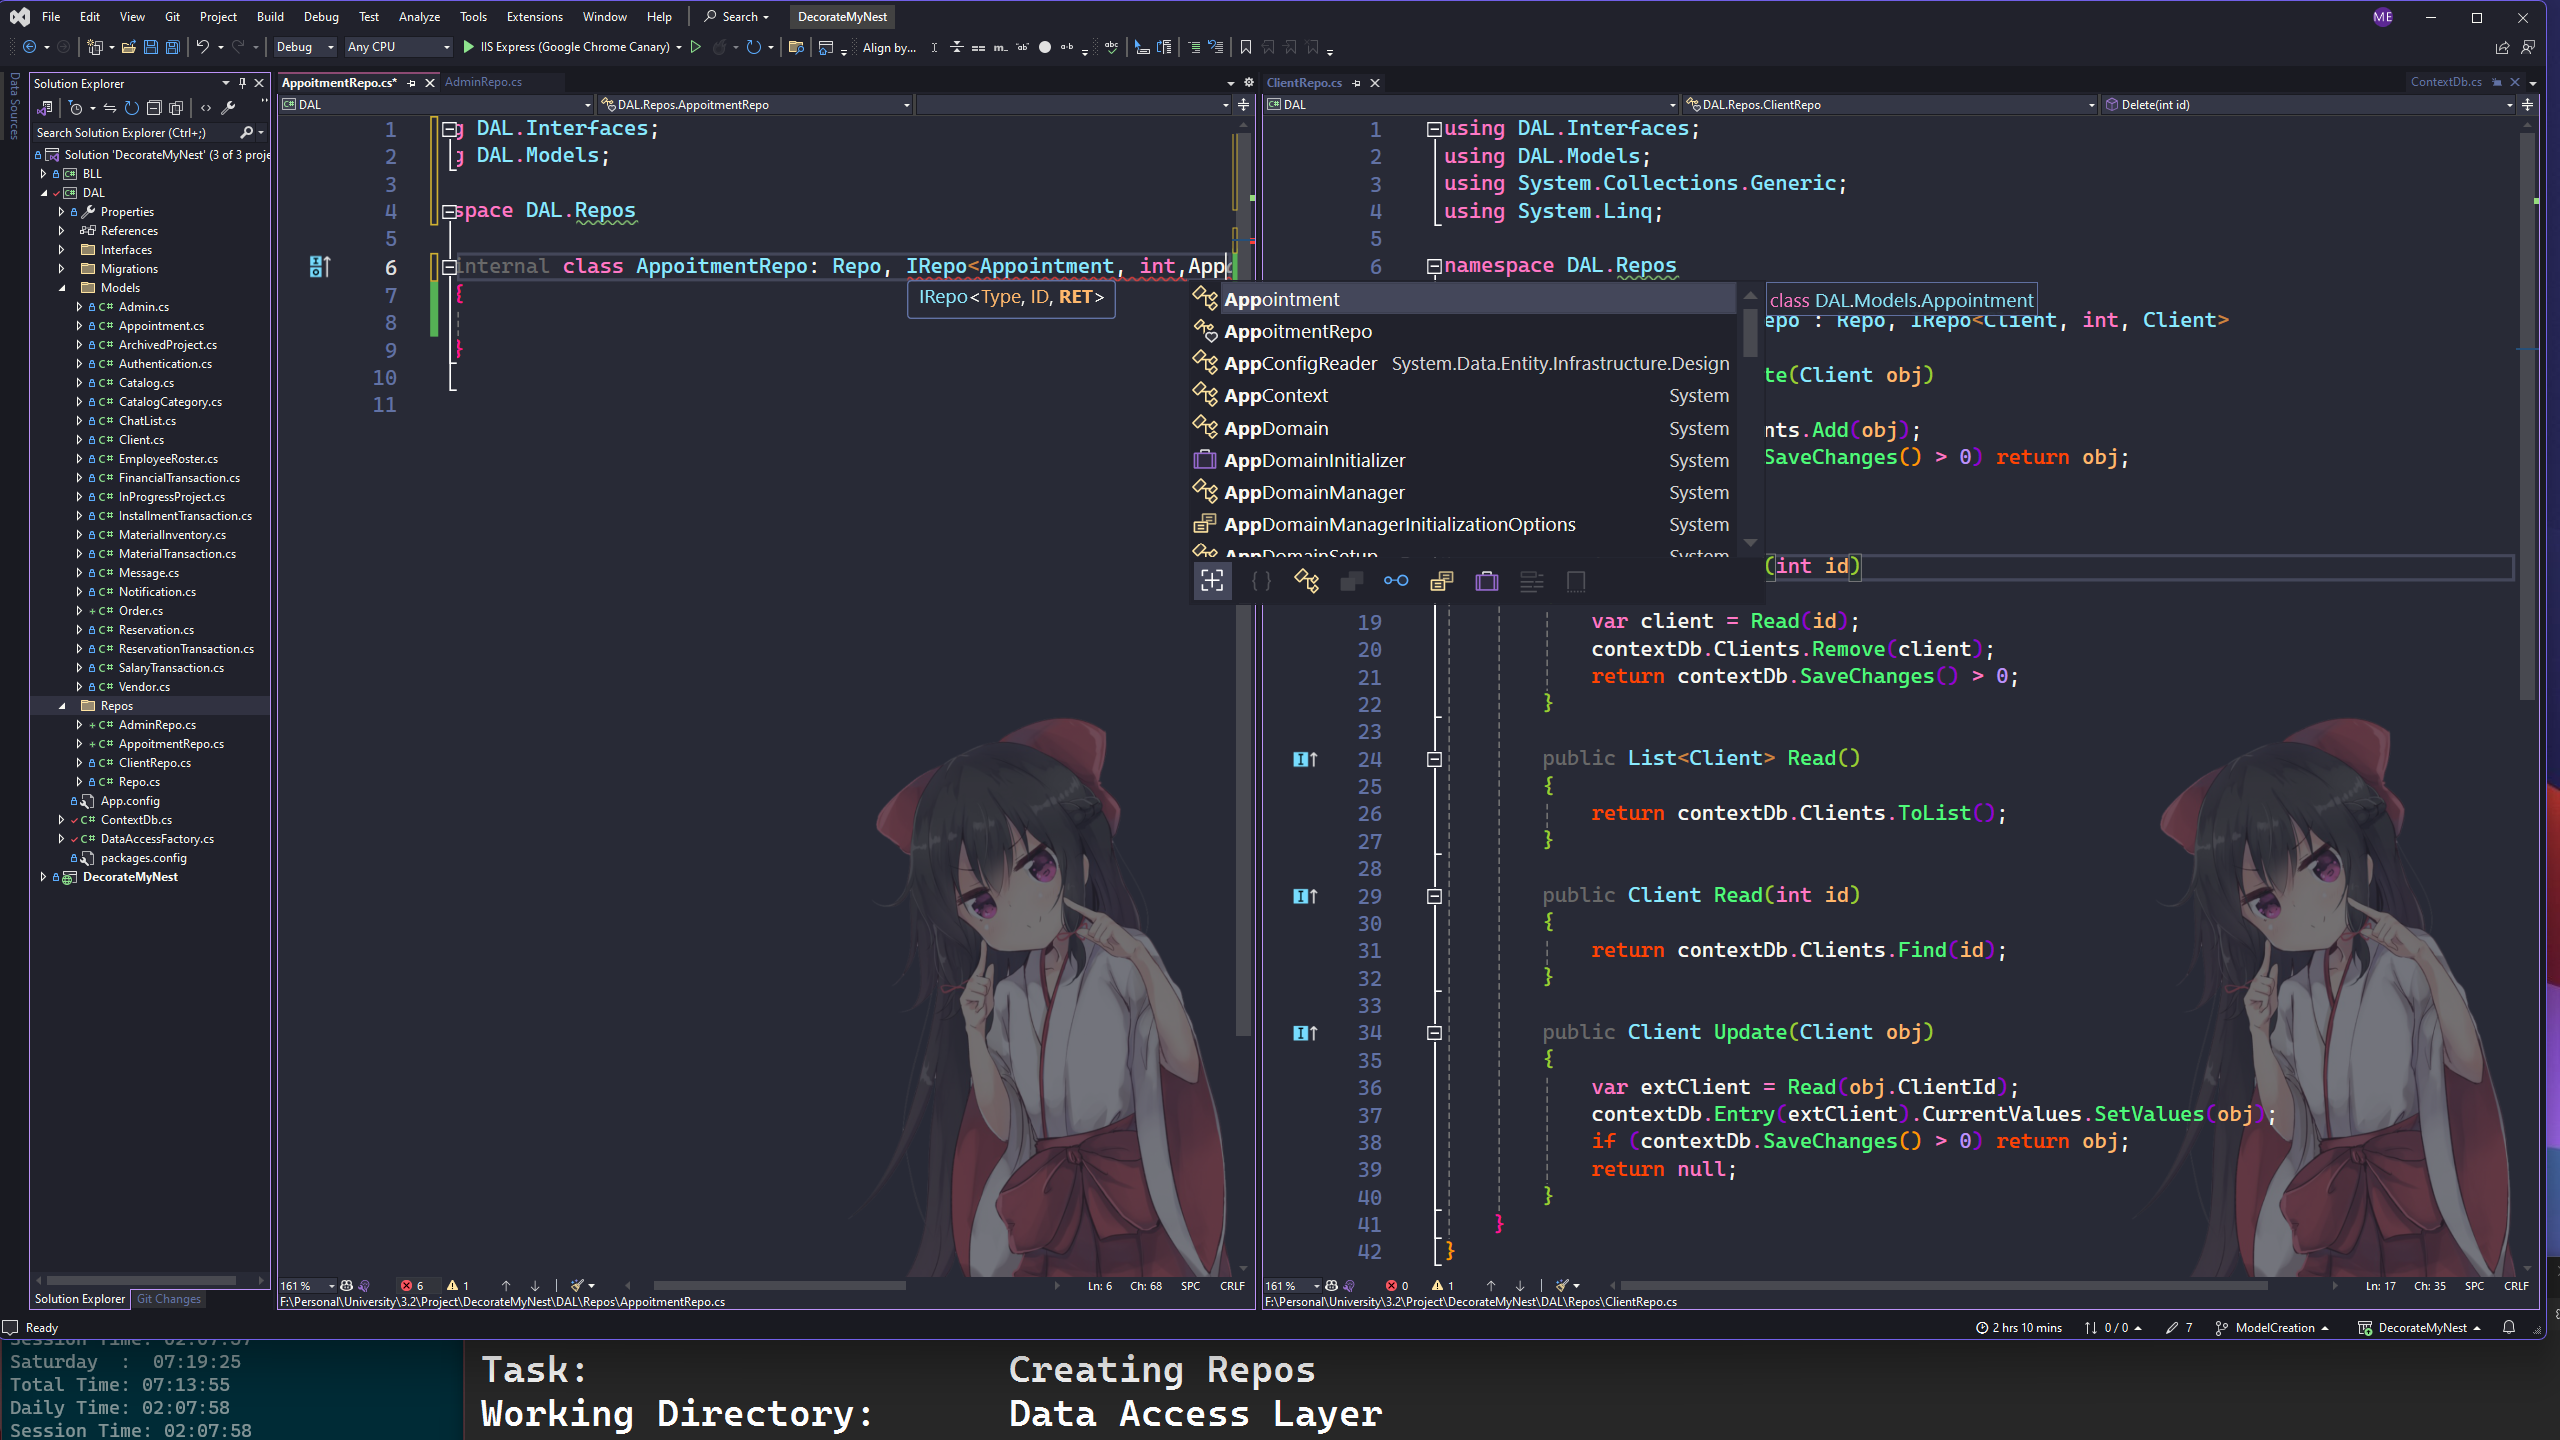 File Edit View Git Project Build Debug Test Analyze Tools Extensions Window Help Search DecorateMyNest ME
Debug Any CPU IIS Express (Google Chrome Canary) Align by...
Data Sources
Solution Explorer
Search Solution Explorer (Ctrl+;)
Solution 'DecorateMyNest' (3 of 3 proje
BLL
DAL
Properties
References
Interfaces
Migrations
Models
C# Admin.cs
C# Appointment.cs
C# ArchivedProject.cs
C# Authentication.cs
C# Catalog.cs
C# CatalogCategory.cs
C# ChatList.cs
C# Client.cs
C# EmployeeRoster.cs
C# FinancialTransaction.cs
C# InProgressProject.cs
C# InstallmentTransaction.cs
C# MaterialInventory.cs
C# MaterialTransaction.cs
C# Message.cs
C# Notification.cs
+ C# Order.cs
C# Reservation.cs
C# ReservationTransaction.cs
C# SalaryTransaction.cs
C# Vendor.cs
Repos
+ C# AdminRepo.cs
+ C# AppoitmentRepo.cs
C# ClientRepo.cs
C# Repo.cs
App.config
C# ContextDb.cs
C# DataAccessFactory.cs
packages.config
DecorateMyNest
Solution Explorer Git Changes
AppoitmentRepo.cs* AdminRepo.cs
DAL DAL.Repos.AppoitmentRepo
1 g DAL.Interfaces;
2 g DAL.Models;
3
4 space DAL.Repos
5
6 internal class AppoitmentRepo: Repo, IRepo<Appointment, int,App
7 {
8
9 }
10
11
IRepo<Type, ID, RET>
Appointment
AppoitmentRepo
AppConfigReader System.Data.Entity.Infrastructure.Design
AppContext System
AppDomain System
AppDomainInitializer System
AppDomainManager System
AppDomainManagerInitializationOptions System
AppDomainSetup System
class DAL.Models.Appointment
161 % 6 1 Ln: 6 Ch: 68 SPC CRLF
F:\Personal\University\3.2\Project\DecorateMyNest\DAL\Repos\AppoitmentRepo.cs
ClientRepo.cs ContextDb.cs
DAL DAL.Repos.ClientRepo Delete(int id)
1 using DAL.Interfaces;
2 using DAL.Models;
3 using System.Collections.Generic;
4 using System.Linq;
5
6 namespace DAL.Repos
epo : Repo, IRepo<Client, int, Client>
te(Client obj)
nts.Add(obj);
SaveChanges() > 0) return obj;
(int id)
19 var client = Read(id);
20 contextDb.Clients.Remove(client);
21 return contextDb.SaveChanges() > 0;
22 }
23
24 public List<Client> Read()
25 {
26 return contextDb.Clients.ToList();
27 }
28
29 public Client Read(int id)
30 {
31 return contextDb.Clients.Find(id);
32 }
33
34 public Client Update(Client obj)
35 {
36 var extClient = Read(obj.ClientId);
37 contextDb.Entry(extClient).CurrentValues.SetValues(obj);
38 if (contextDb.SaveChanges() > 0) return obj;
39 return null;
40 }
41 }
42 }
161 % 0 1 Ln: 17 Ch: 35 SPC CRLF
F:\Personal\University\3.2\Project\DecorateMyNest\DAL\Repos\ClientRepo.cs
Ready 2 hrs 10 mins 0 / 0 7 ModelCreation DecorateMyNest
Session Time: 02:07:57
Saturday : 07:19:25
Total Time: 07:13:55
Daily Time: 02:07:58
Session Time: 02:07:58
Task: Creating Repos
Working Directory: Data Access Layer